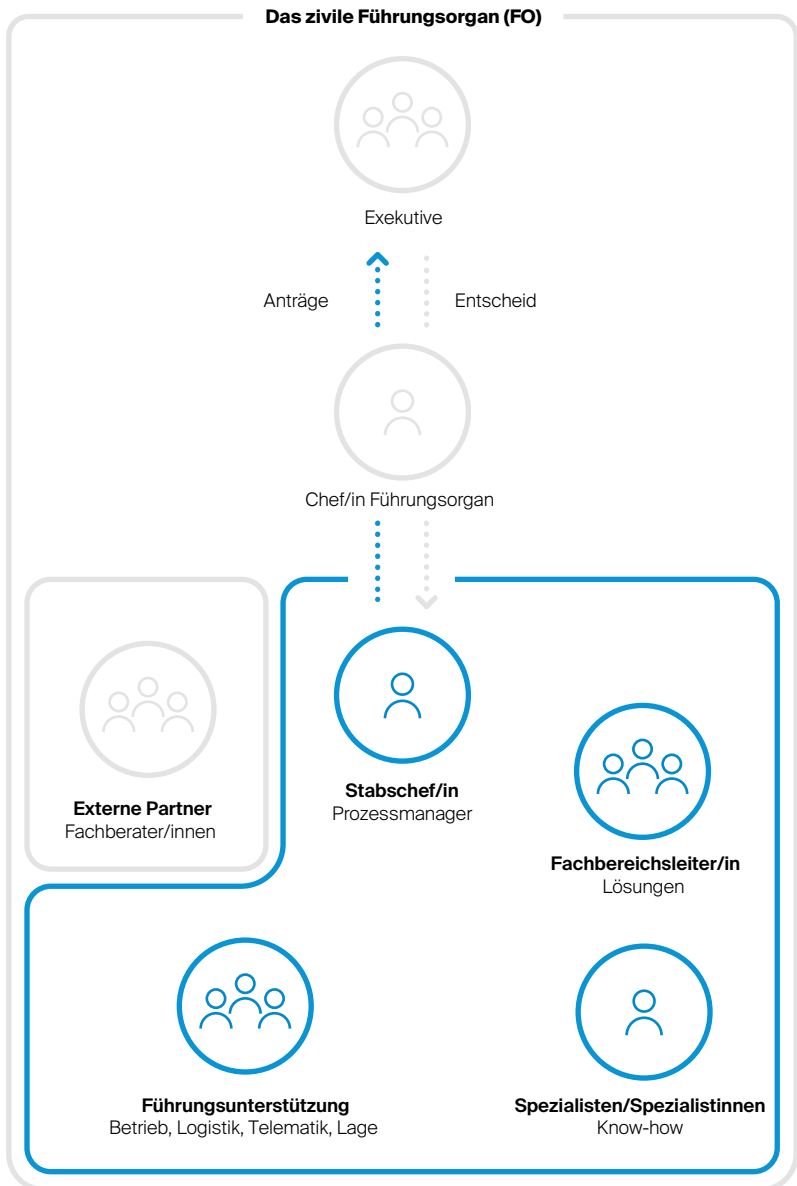 Das zivile Führungsorgan (FO)
Exekutive
Anträge
Entscheid
Chef/in Führungsorgan
Externe Partner
Fachberater/innen
Stabschef/in
Prozessmanager
Fachbereichsleiter/in
Lösungen
Führungsunterstützung
Betrieb, Logistik, Telematik, Lage
Spezialisten/Spezialistinnen
Know-how